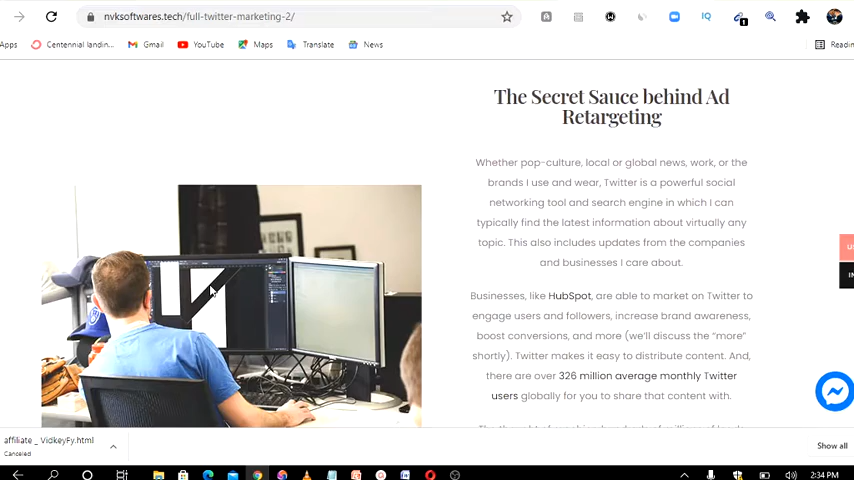 nvksoftwares.tech/full-twitter-marketing-2/
Apps
Centennial landin...
Gmail
YouTube
Maps
Translate
News
IQ
1
The Secret Sauce behind Ad
Retargeting
Whether pop-culture, local or global news, work, or the
brands I use and wear, Twitter is a powerful social
networking tool and search engine in which I can
typically find the latest information about virtually any
topic. This also includes updates from the companies
and businesses I care about.
Businesses, like HubSpot, are able to market on Twitter to
engage users and followers, increase brand awareness,
boost conversions, and more (we'll discuss the "more"
shortly). Twitter makes it easy to distribute content. And,
there are over 326 million average monthly Twitter
users globally for you to share that content with.
affiliate _ VidkeyFy.html
Canceled
Show all
2:34 PM